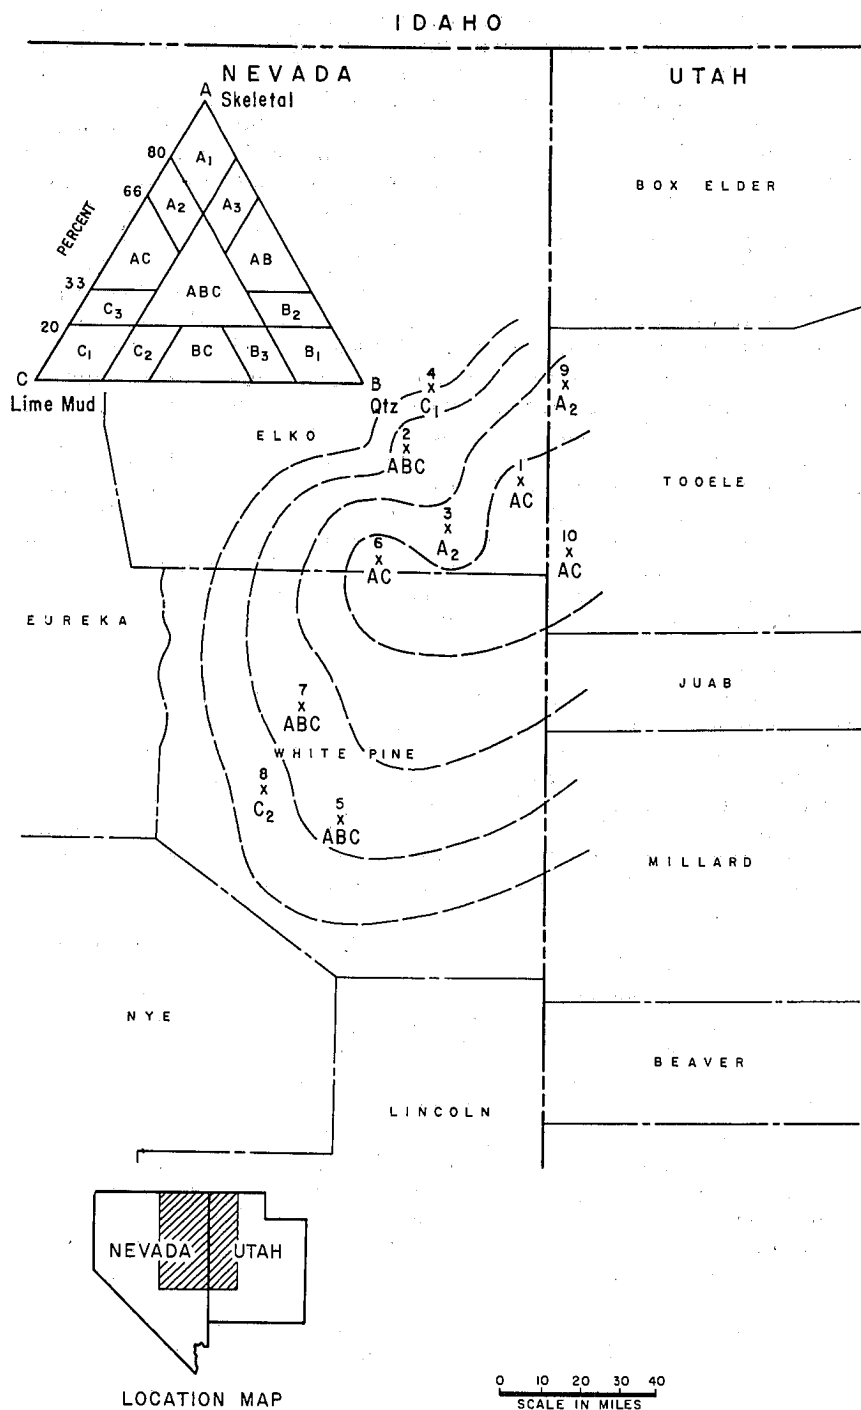 IDAHO
NEVADA
UTAH
A
Skeletal
80
A1
BOX ELDER
66
A2
A3
PERCENT
AC
AB
33
ABC
C3
B2
20
C1
C2
BC
B3
B1
C
B
Lime Mud
Qtz
4
x
C1
9
x
A2
ELKO
2
x
ABC
1
x
AC
TOOELE
3
x
A2
6
x
AC
10
x
AC
EUREKA
JUAB
7
x
ABC
WHITE PINE
8
x
C2
5
x
ABC
MILLARD
NYE
BEAVER
LINCOLN
NEVADA
UTAH
LOCATION MAP
0 10 20 30 40
SCALE IN MILES